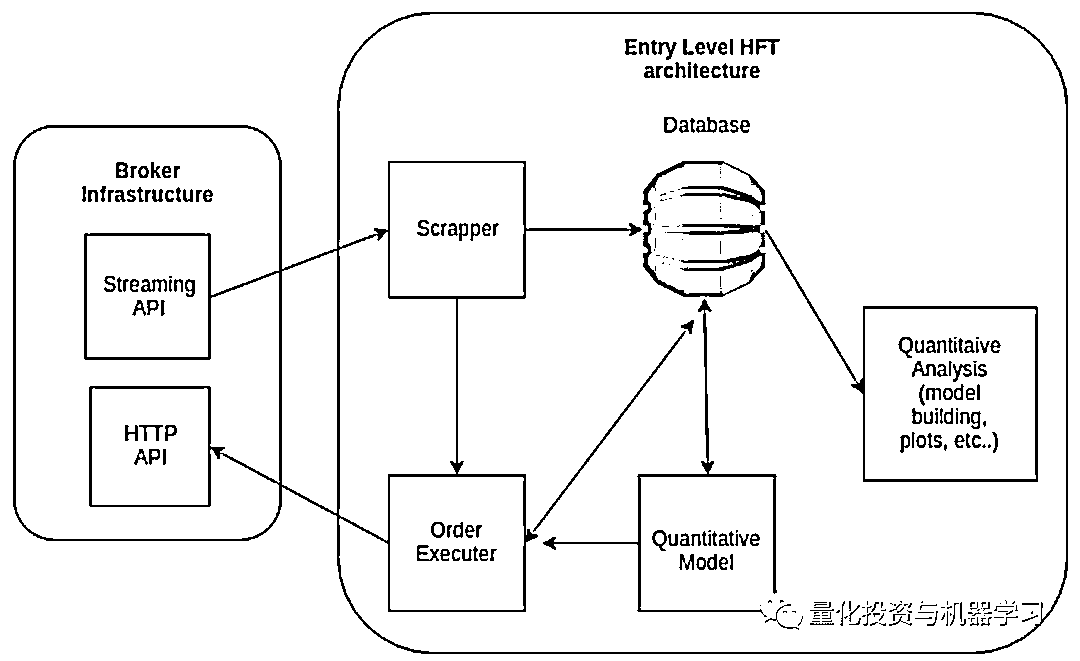 Entry Level HFT
architecture
Database
Broker
Infrastructure
Scrapper
Streaming
API
Quantitaive
Analysis
(model
building,
plots, etc..)
HTTP
API
Order
Executer
Quantitative
Model
量化投资与机器学习